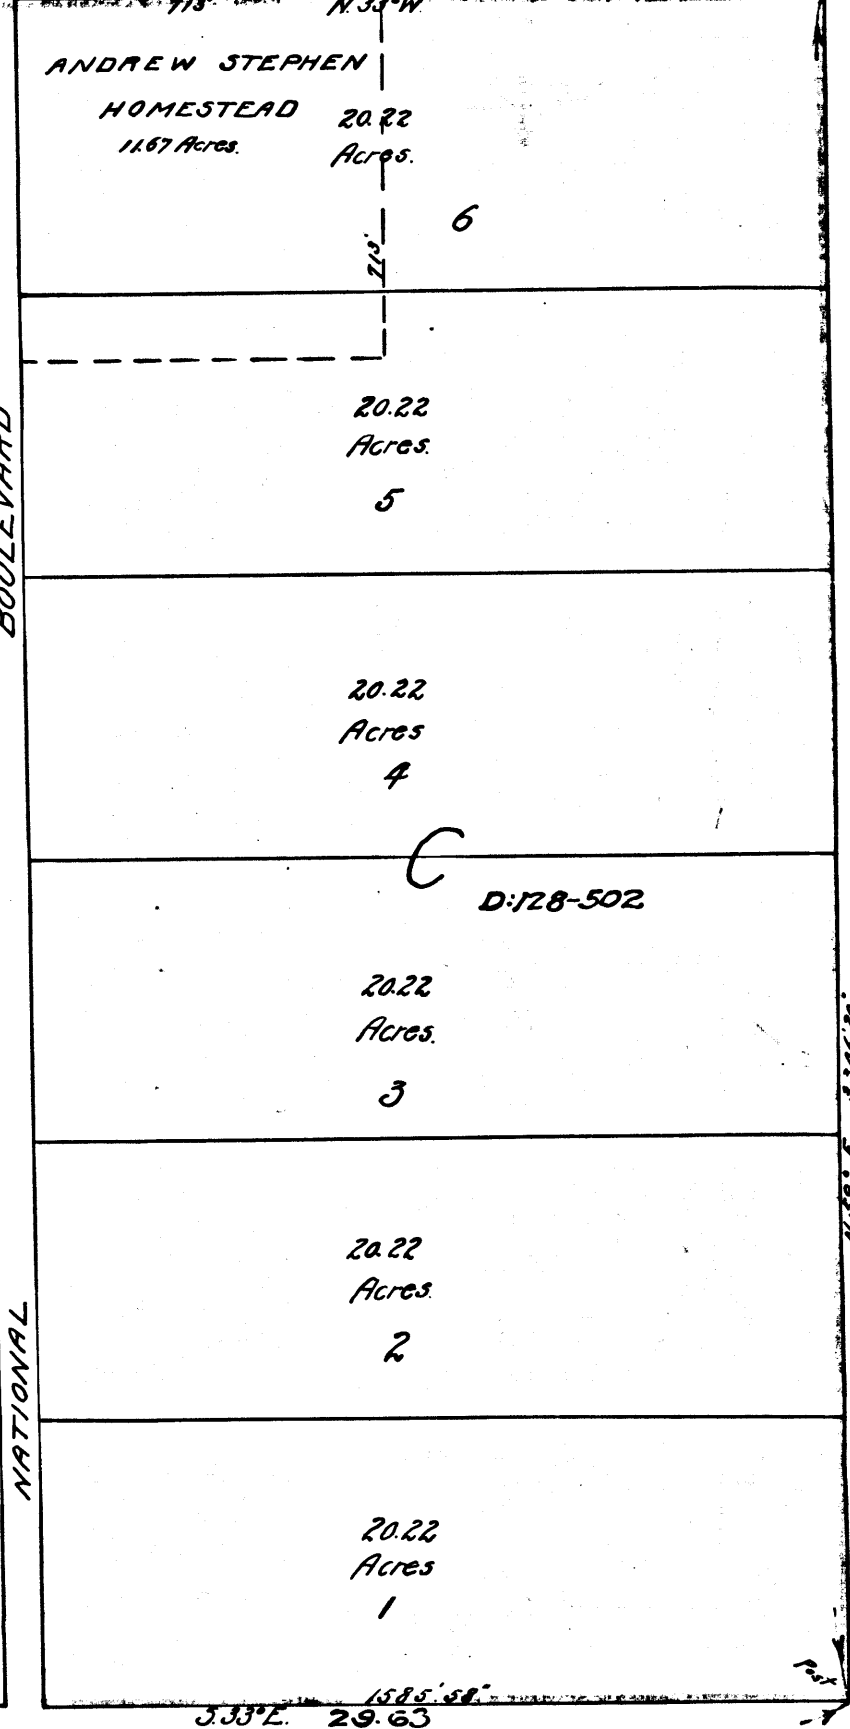 713' N.33°W.
ANDREW STEPHEN
HOMESTEAD
11.67 Acres.
20.22
Acres.
6
713'
BOULEVARD
20.22
Acres.
5
20.22
Acres
4
C
D:128-502
20.22
Acres.
3
20.22
Acres.
2
NATIONAL
20.22
Acres
1
Post
1585'.58"
S.33°E. 29.63